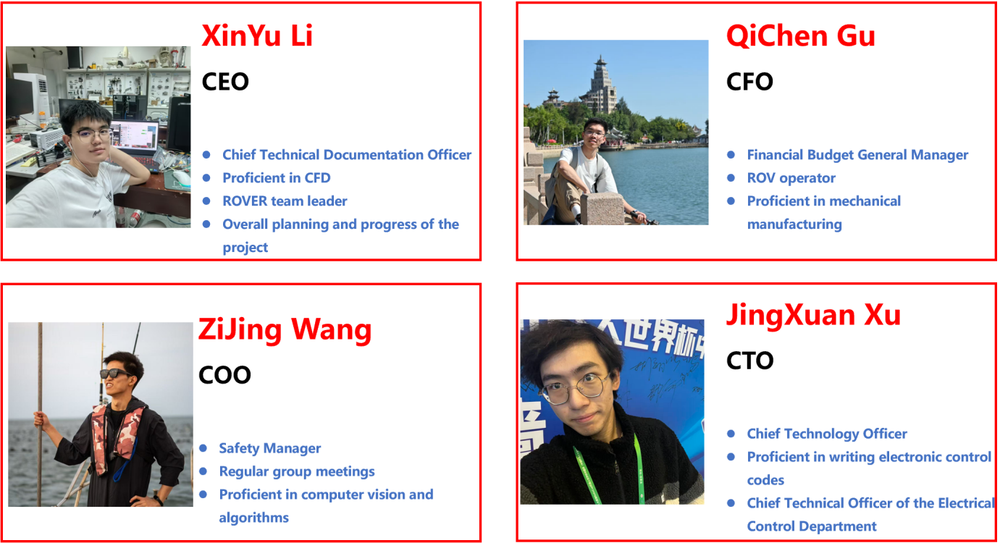 XinYu Li
CEO
● Chief Technical Documentation Officer
● Proficient in CFD
● ROVER team leader
● Overall planning and progress of the
project
QiChen Gu
CFO
● Financial Budget General Manager
● ROV operator
● Proficient in mechanical
manufacturing
ZiJing Wang
COO
● Safety Manager
● Regular group meetings
● Proficient in computer vision and
algorithms
JingXuan Xu
CTO
● Chief Technology Officer
● Proficient in writing electronic control
codes
● Chief Technical Officer of the Electrical
Control Department
世界杯